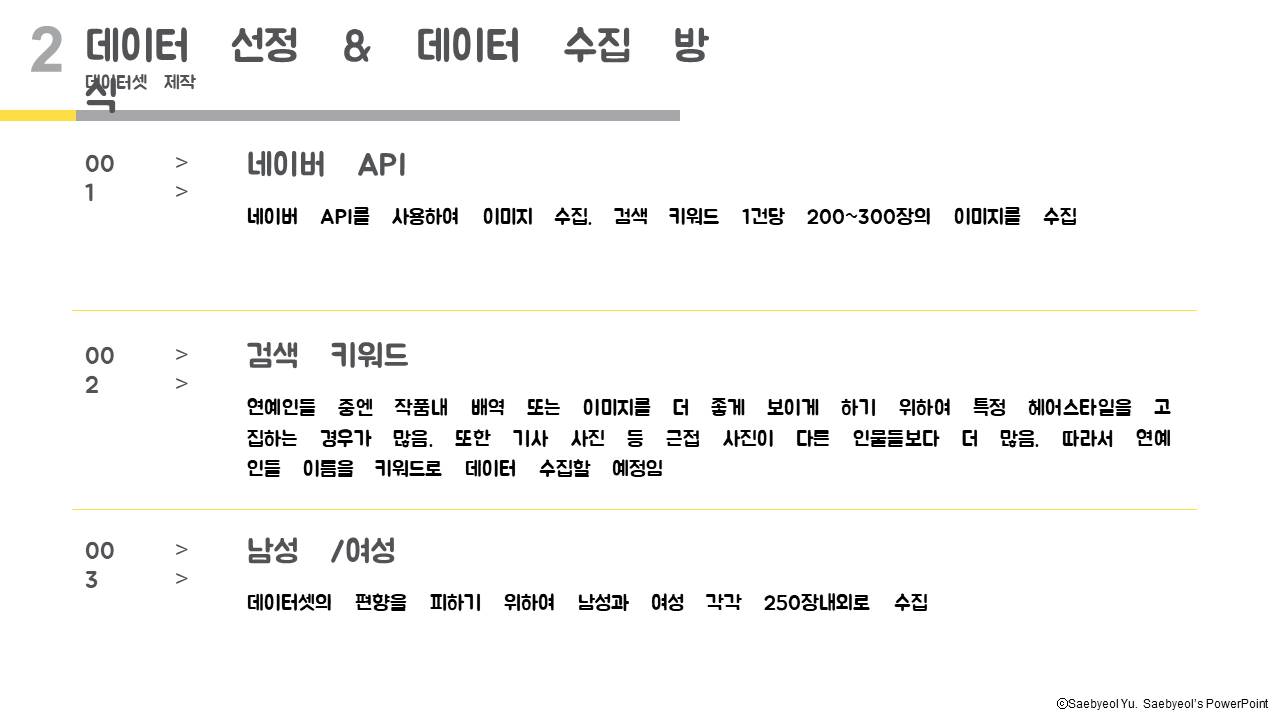 2
데이터 선정 & 데이터 수집 방
식
데이터셋 제작
00
1
>
>
네이버 API
네이버 API를 사용하여 이미지 수집. 검색 키워드 1건당 200~300장의 이미지를 수집
00
2
>
>
검색 키워드
연예인들 중엔 작품내 배역 또는 이미지를 더 좋게 보이게 하기 위하여 특정 헤어스타일을 고
집하는 경우가 많음. 또한 기사 사진 등 근접 사진이 다른 인물들보다 더 많음. 따라서 연예
인들 이름을 키워드로 데이터 수집할 예정임
00
3
>
>
남성 /여성
데이터셋의 편향을 피하기 위하여 남성과 여성 각각 250장내외로 수집
ⓒSaebyeol Yu. Saebyeol's PowerPoint